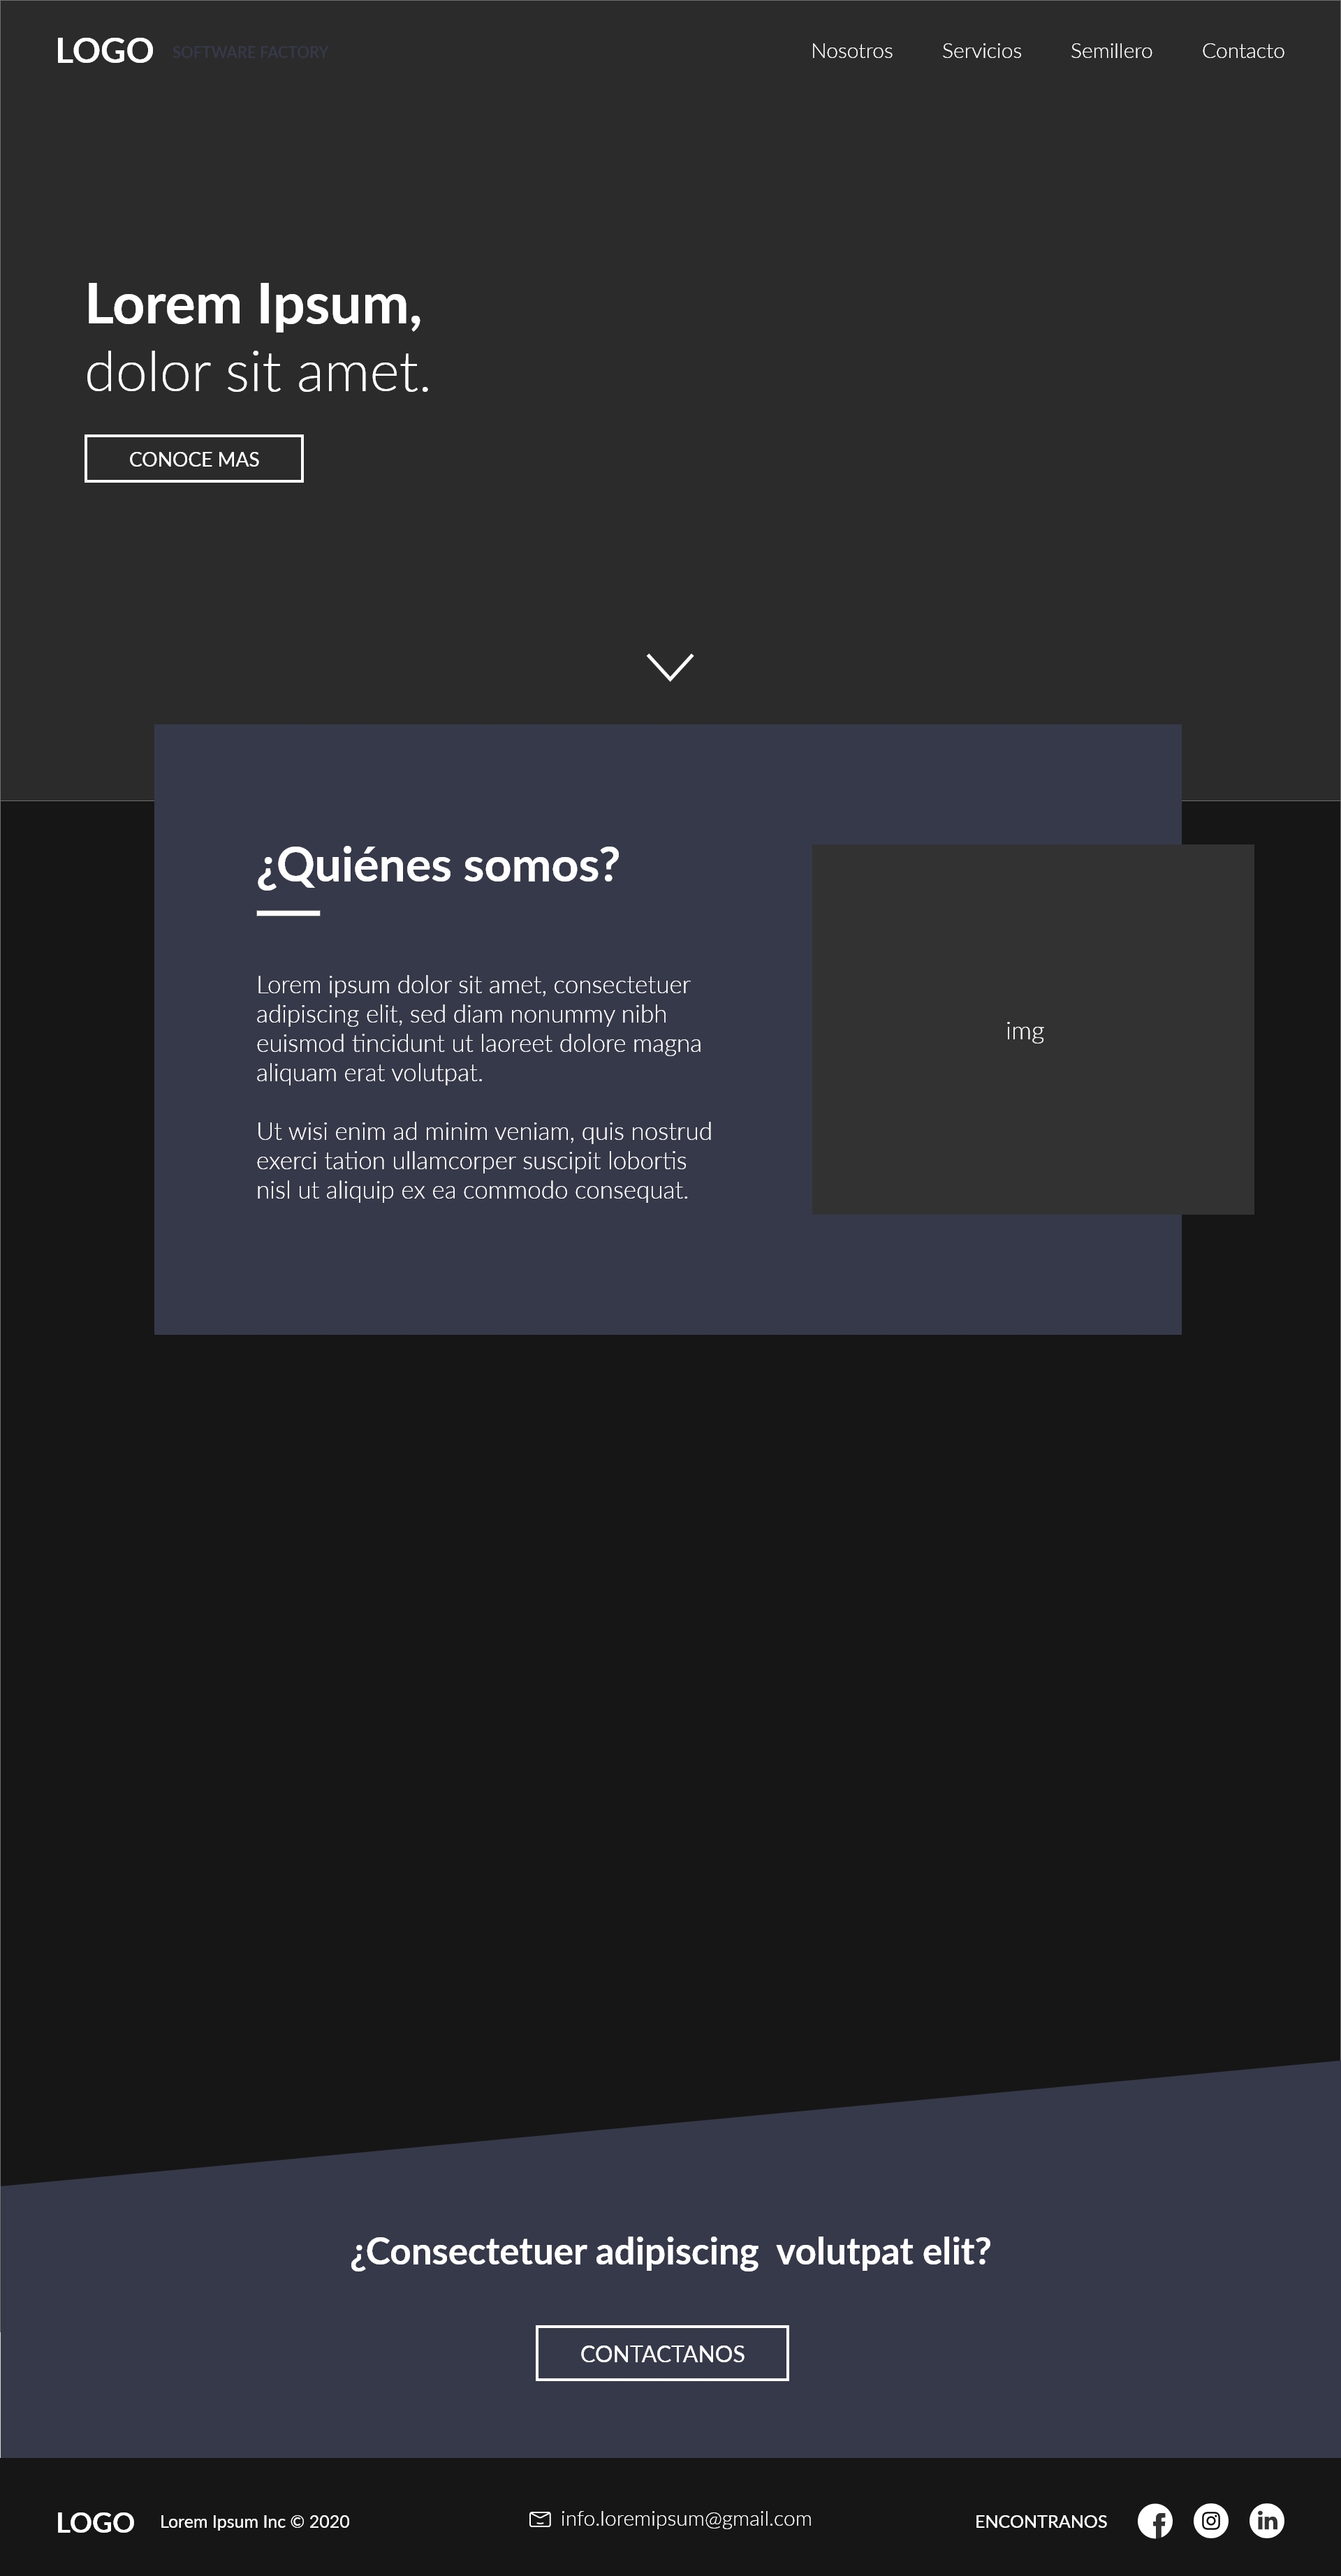 LOGO SOFTWARE FACTORY Nosotros Servicios Semillero Contacto
Lorem Ipsum,
dolor sit amet.
CONOCE MAS
¿Quiénes somos?
Lorem ipsum dolor sit amet, consectetuer
adipiscing elit, sed diam nonummy nibh
euismod tincidunt ut laoreet dolore magna
aliquam erat volutpat.
Ut wisi enim ad minim veniam, quis nostrud
exerci tation ullamcorper suscipit lobortis
nisl ut aliquip ex ea commodo consequat.
img
¿Consectetuer adipiscing  volutpat elit?
CONTACTANOS
LOGO Lorem Ipsum Inc © 2020 info.loremipsum@gmail.com ENCONTRANOS